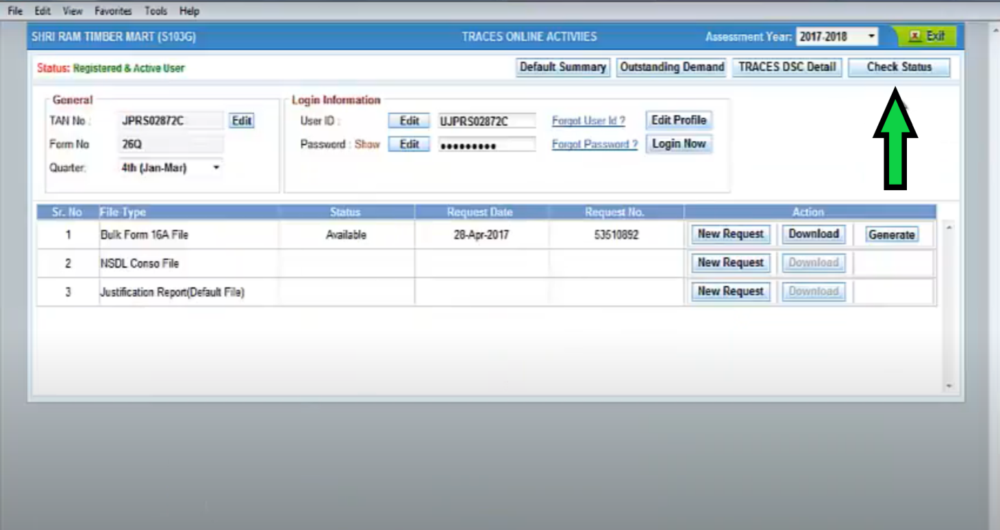 File Edit View Favorites Tools Help
SHRI RAM TIMBER MART (S103G) TRACES ONLINE ACTIVIIES Assessment Year: 2017-2018 Exit
Status: Registered & Active User Default Summary Outstanding Demand TRACES DSC Detail Check Status
General Login Information
TAN No : JPRS02872C Edit User ID : Edit UJPRS02872C Forgot User Id ? Edit Profile
Form No 26Q Password : Show Edit ●●●●●●●●● Forgot Password ? Login Now
Quarter: 4th (Jan-Mar)
Sr. No File Type Status Request Date Request No. Action
1 Bulk Form 16A File Available 28-Apr-2017 53510892 New Request Download Generate
2 NSDL Conso File New Request Download
3 Justification Report(Default File) New Request Download